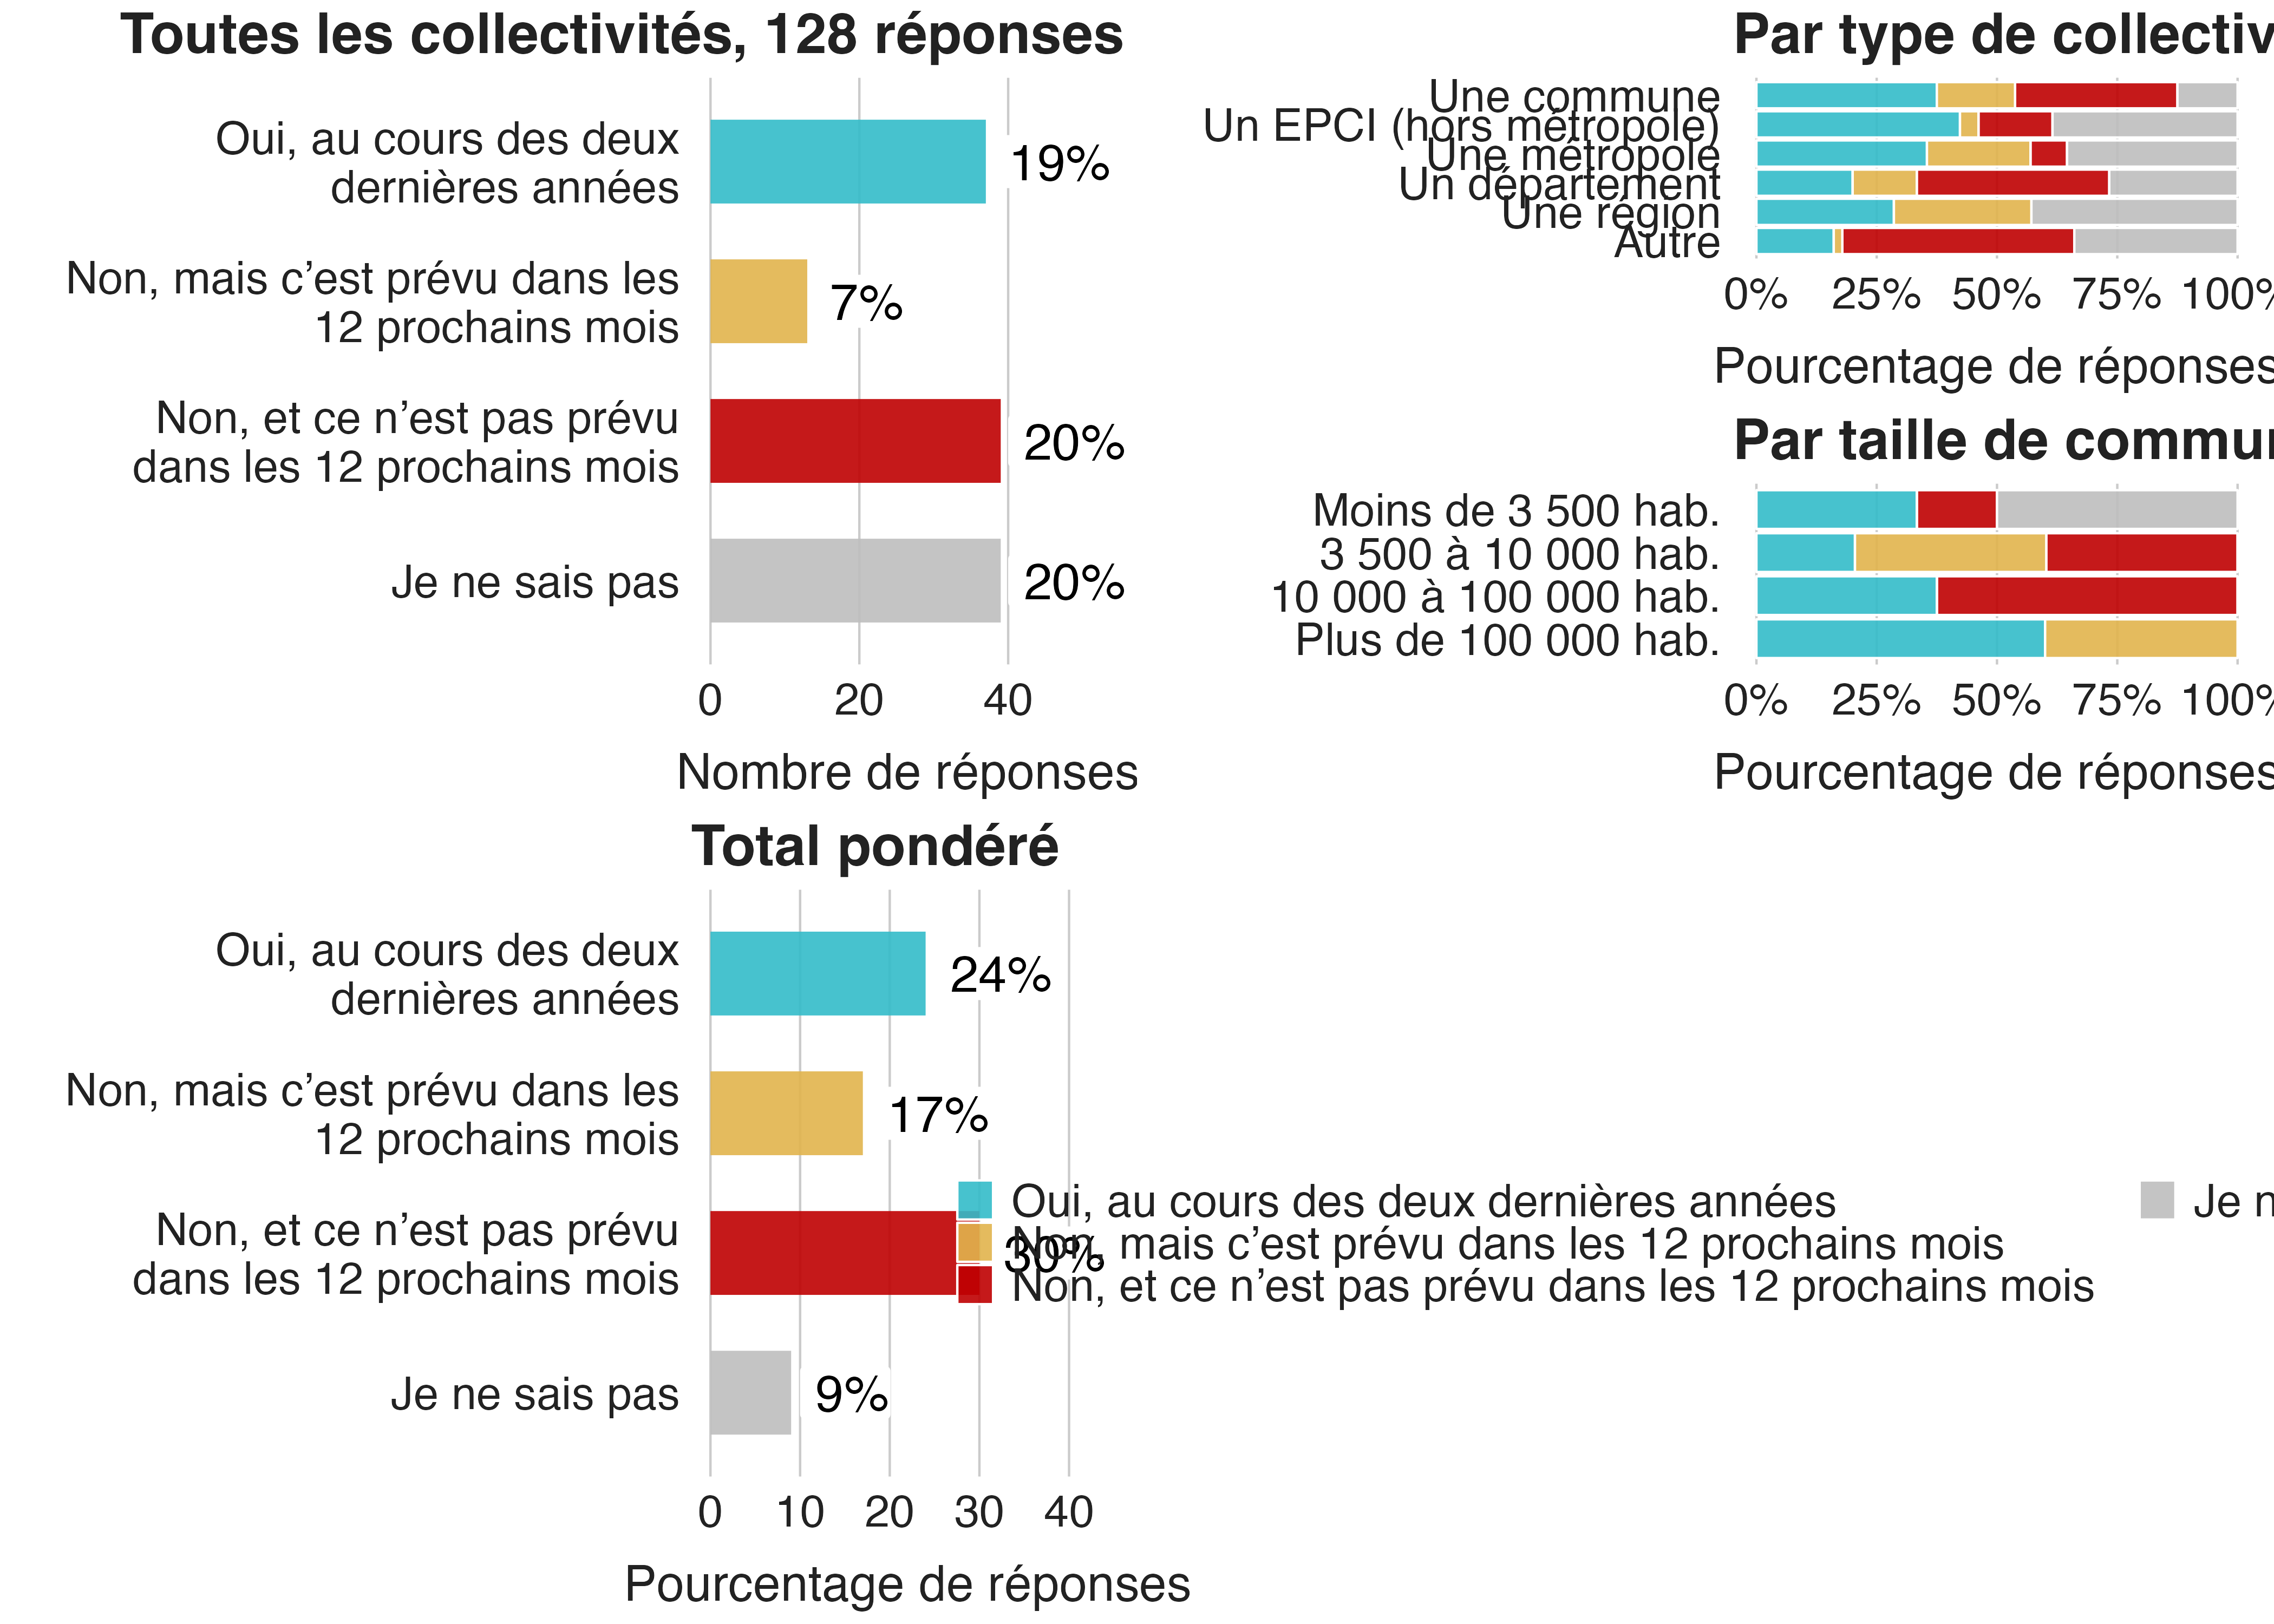 Toutes les collectivités, 128 réponses
Oui, au cours des deux
dernières années
19%
Non, mais c’est prévu dans les
12 prochains mois
7%
Non, et ce n’est pas prévu
dans les 12 prochains mois
20%
Je ne sais pas
20%
0 20 40
Nombre de réponses
Par type de collectiv
Une commune
Un EPCI (hors métropole)
Une métropole
Un département
Une région
Autre
0% 25% 50% 75% 100%
Pourcentage de réponses
Par taille de commun
Moins de 3 500 hab.
3 500 à 10 000 hab.
10 000 à 100 000 hab.
Plus de 100 000 hab.
0% 25% 50% 75% 100%
Pourcentage de réponses
Total pondéré
Oui, au cours des deux
dernières années
24%
Non, mais c’est prévu dans les
12 prochains mois
17%
Non, et ce n’est pas prévu
dans les 12 prochains mois
30%
Je ne sais pas
9%
0 10 20 30 40
Pourcentage de réponses
Oui, au cours des deux dernières années
Non, mais c’est prévu dans les 12 prochains mois
Non, et ce n’est pas prévu dans les 12 prochains mois
Je n